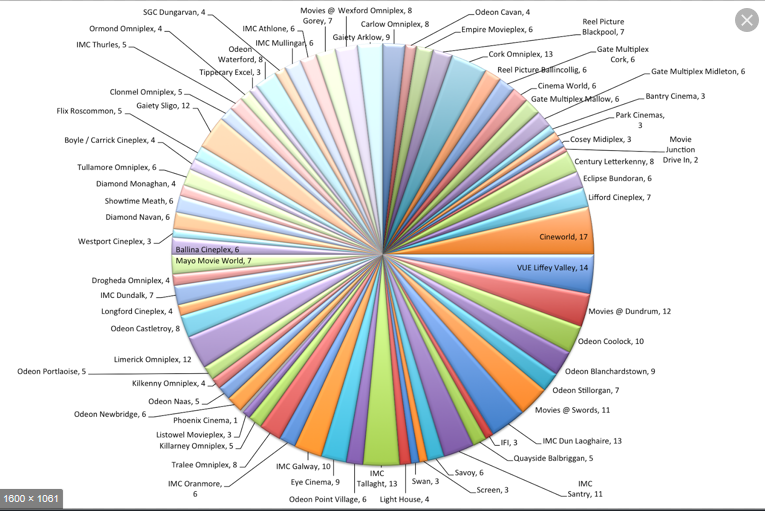 Odeon Cavan, 4
Empire Movieplex, 6
Reel Picture
Blackpool, 7
Cork Omniplex, 13
Gate Multiplex
Cork, 6
Reel Picture Ballincollig, 6
Gate Multiplex Midleton, 6
Cinema World, 6
Gate Multiplex Mallow, 6
Bantry Cinema, 3
Park Cinemas,
3
Cosey Midiplex, 3
Movie
Junction
Drive In, 2
Century Letterkenny, 8
Eclipse Bundoran, 6
Lifford Cineplex, 7
Cineworld, 17
VUE Liffey Valley, 14
Movies @ Dundrum, 12
Odeon Coolock, 10
Odeon Blanchardstown, 9
Odeon Stillorgan, 7
Movies @ Swords, 11
IMC Dun Laoghaire, 13
IFI, 3
Quayside Balbriggan, 5
IMC
Santry, 11
Savoy, 6
Screen, 3
Swan, 3
Light House, 4
IMC
Tallaght, 13
Odeon Point Village, 6
Eye Cinema, 9
IMC Galway, 10
IMC Oranmore,
6
Tralee Omniplex, 8
Killarney Omniplex, 5
Listowel Movieplex, 3
Phoenix Cinema, 1
Odeon Newbridge, 6
Odeon Naas, 5
Kilkenny Omniplex, 4
Odeon Portlaoise, 5
Limerick Omniplex, 12
Odeon Castletroy, 8
Longford Cineplex, 4
IMC Dundalk, 7
Drogheda Omniplex, 4
Mayo Movie World, 7
Ballina Cineplex, 6
Westport Cineplex, 3
Diamond Navan, 6
Showtime Meath, 6
Diamond Monaghan, 4
Tullamore Omniplex, 6
Boyle / Carrick Cineplex, 4
Flix Roscommon, 5
Gaiety Sligo, 12
Clonmel Omniplex, 5
Tipperary Excel, 3
IMC Thurles, 5
Ormond Omniplex, 4
Odeon
Waterford, 8
SGC Dungarvan, 4
IMC Mullingar, 6
IMC Athlone, 6
Movies @
Gorey, 7
Wexford Omniplex, 8
Gaiety Arklow, 9
Carlow Omniplex, 8
1600 × 1061